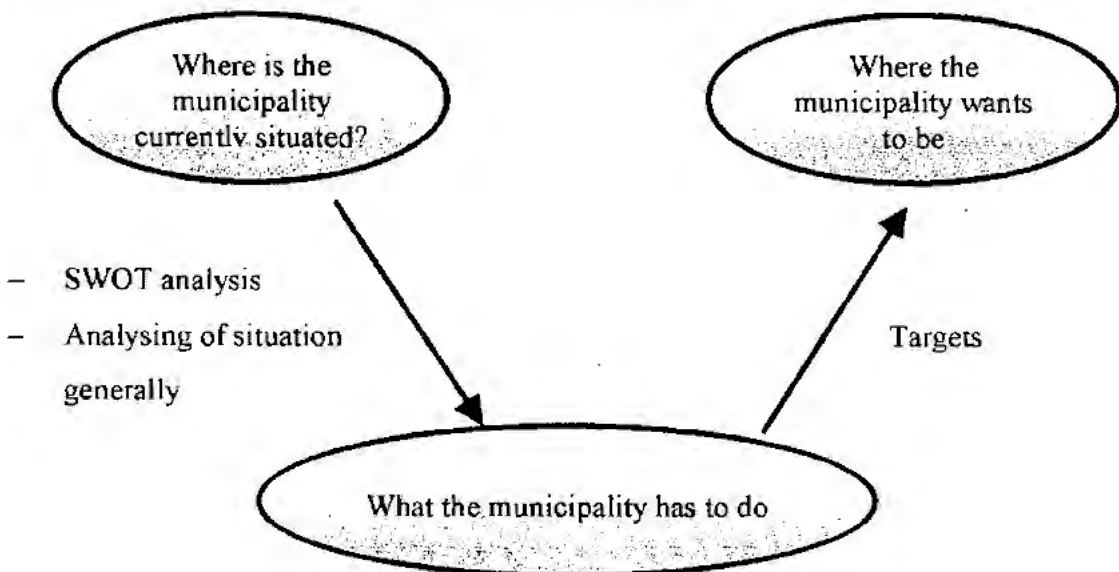 Where is the
municipality
currently situated?
Where the
municipality wants
to be
– SWOT analysis
– Analysing of situation
generally
Targets
What the municipality has to do